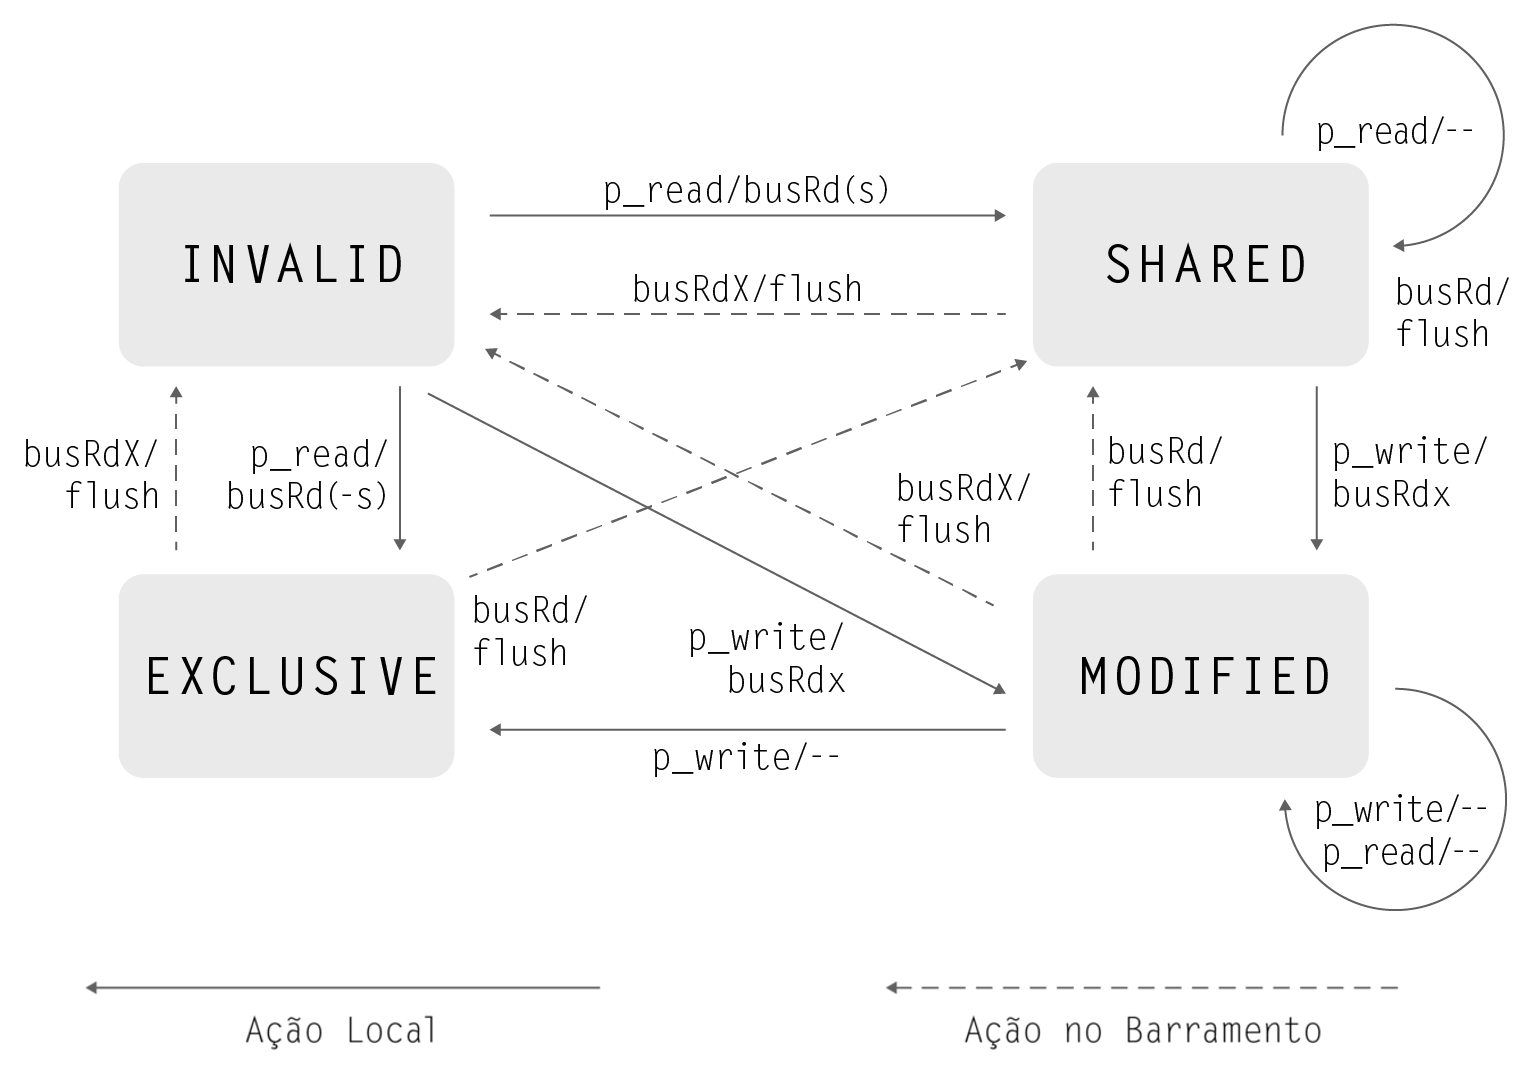 p_read/--
p_read/busRd(s)
INVALID
SHARED
busRdX/flush
busRd/
flush
busRdX/
flush
p_read/
busRd(-s)
busRdX/
flush
busRd/
flush
p_write/
busRdx
busRd/
flush
p_write/
busRdx
EXCLUSIVE
MODIFIED
p_write/--
p_write/--
p_read/--
Ação Local
Ação no Barramento